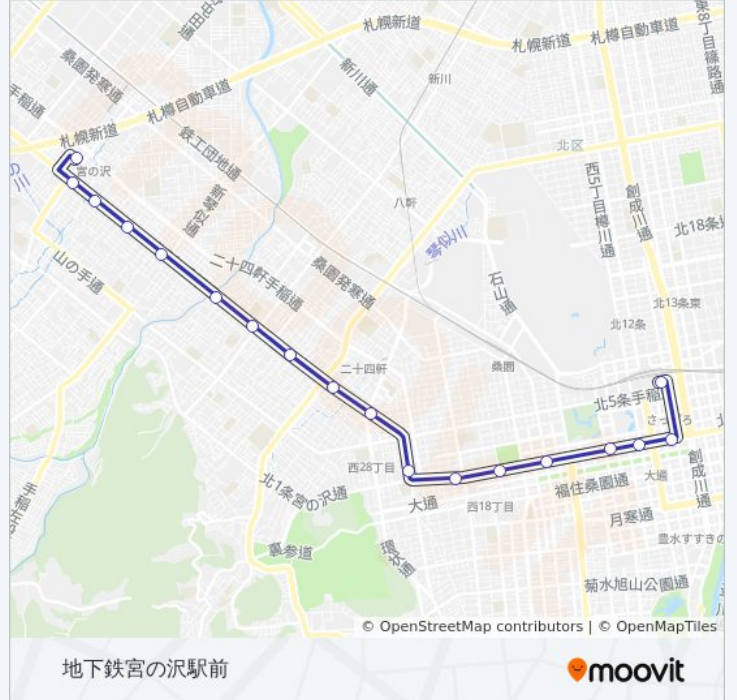 札幌新道
札樽自動車道
札幌新道
桑園発寒通
新川通
新川
札樽自動車道
手稲通
札幌新道
鉄工団地通
北区
宮の沢
西5丁目樽川通
創成川通
新琴似通
八軒
北18条
琴似川
山の手通
二十四軒手稲通
桑園発寒通
石山通
北13条東
北12条
二十四軒
桑園
北5条手稲
さっぽろ
西28丁目
大通
北1条宮の沢通
大通
西18丁目
福住桑園通
創成川通
月寒通
豊水すすきの
手稲
裏参道
環状通
菊水旭山公園通
© OpenStreetMap contributors | © OpenMapTiles
地下鉄宮の沢駅前
moovit